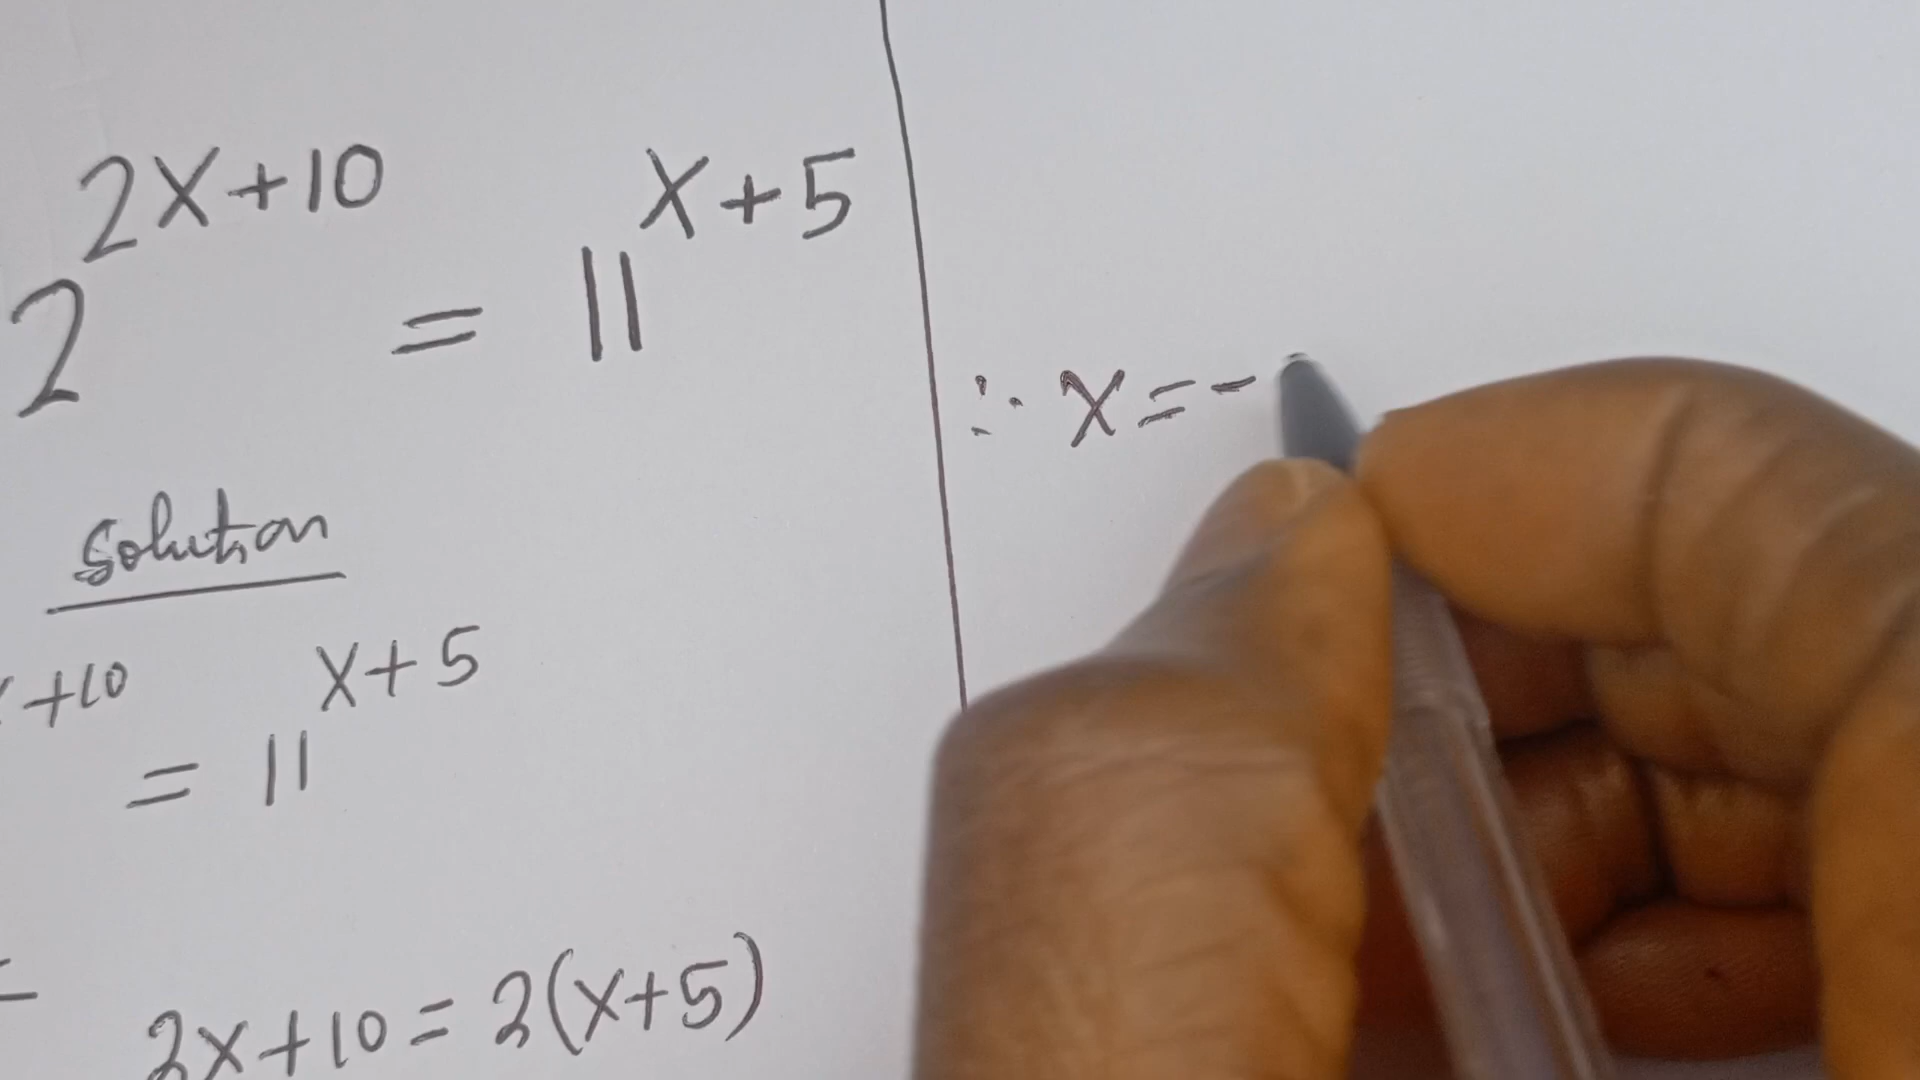 2^{2x+10} = 11^{x+5}
Solution
x+10 = 11^{x+5}
2x+10 = 2(x+5)
∴ x = -